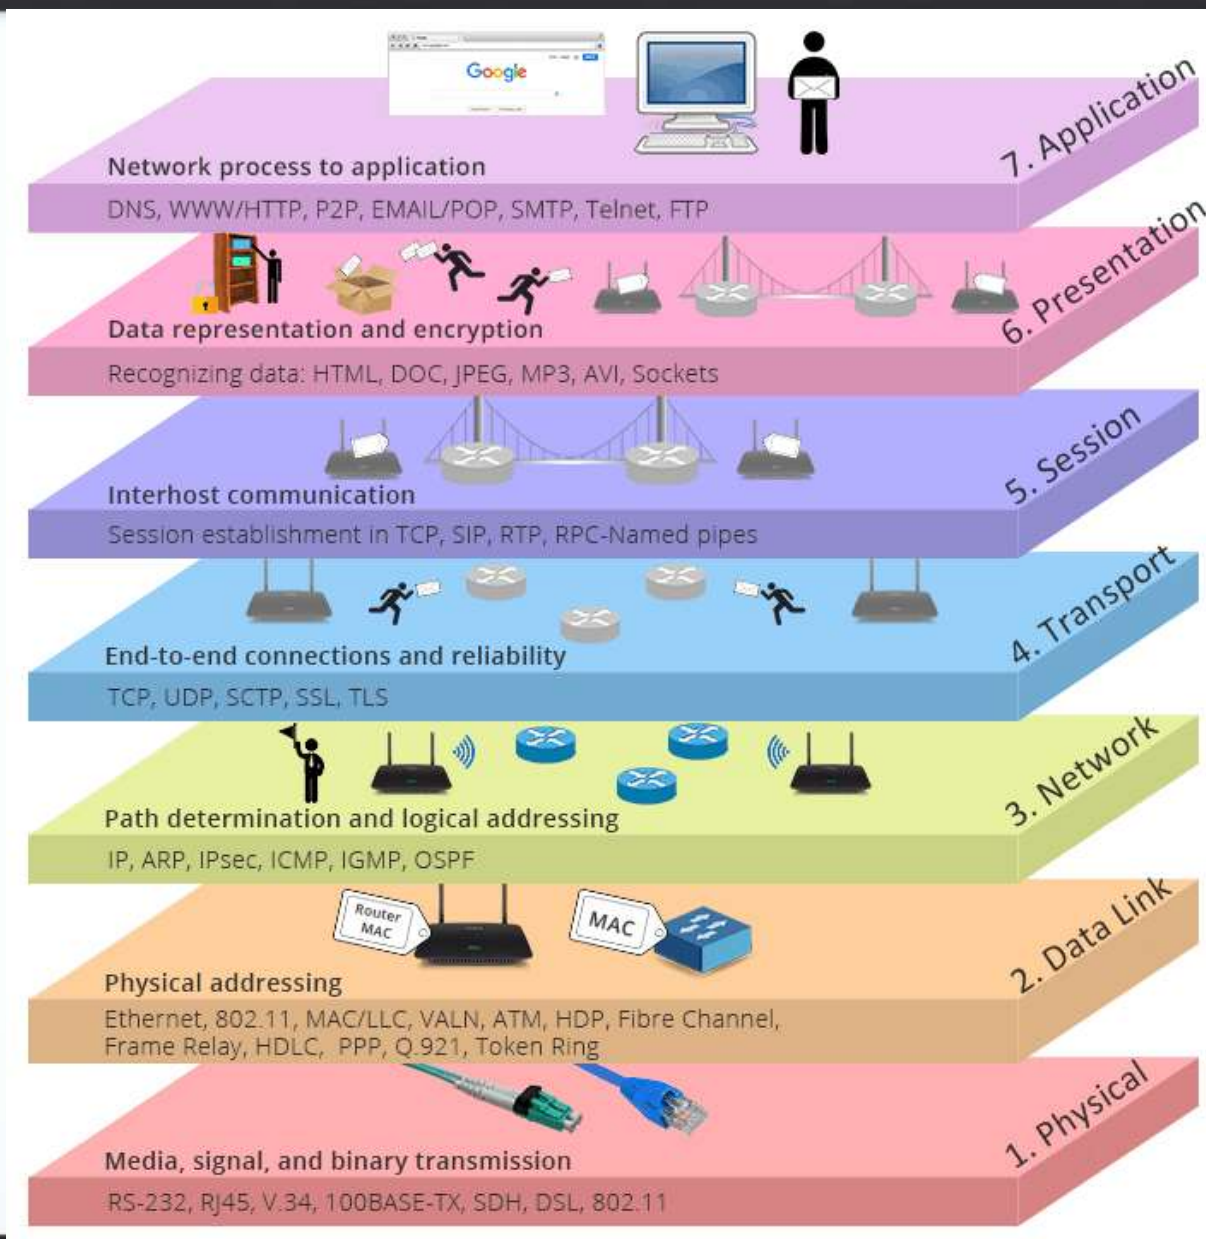 Google
7. Application
Network process to application
DNS, WWW/HTTP, P2P, EMAIL/POP, SMTP, Telnet, FTP
6. Presentation
Data representation and encryption
Recognizing data: HTML, DOC, JPEG, MP3, AVI, Sockets
5. Session
Interhost communication
Session establishment in TCP, SIP, RTP, RPC-Named pipes
4. Transport
End-to-end connections and reliability
TCP, UDP, SCTP, SSL, TLS
3. Network
Path determination and logical addressing
IP, ARP, IPsec, ICMP, IGMP, OSPF
Router
MAC
MAC
2. Data Link
Physical addressing
Ethernet, 802.11, MAC/LLC, VALN, ATM, HDP, Fibre Channel,
Frame Relay, HDLC, PPP, Q.921, Token Ring
1. Physical
Media, signal, and binary transmission
RS-232, RJ45, V.34, 100BASE-TX, SDH, DSL, 802.11